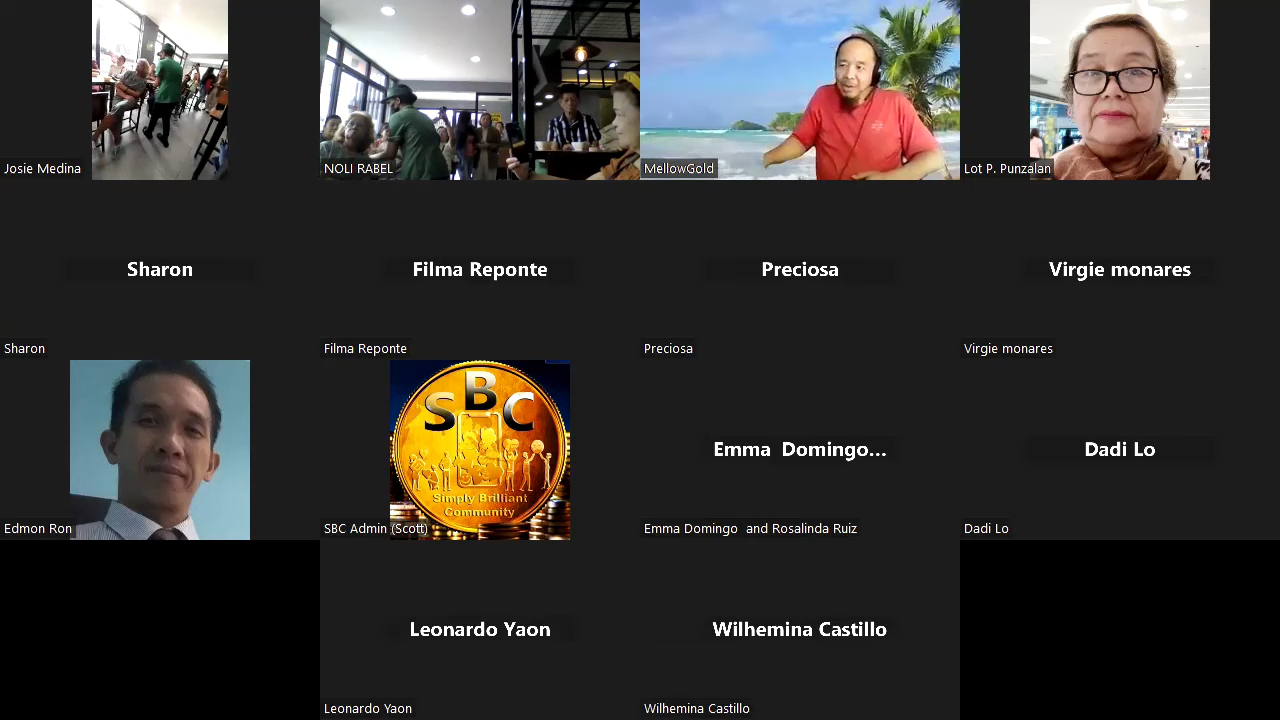 Josie Medina
NOLI RABEL
MellowGold
Lot P. Punzalan
Sharon
Filma Reponte
Preciosa
Virgie monares
Sharon
Filma Reponte
Preciosa
Virgie monares
SBC
Simply Brilliant
Community
Emma Domingo...
Dadi Lo
Edmon Ron
SBC Admin (Scott)
Emma Domingo and Rosalinda Ruiz
Dadi Lo
Leonardo Yaon
Wilhemina Castillo
Leonardo Yaon
Wilhemina Castillo